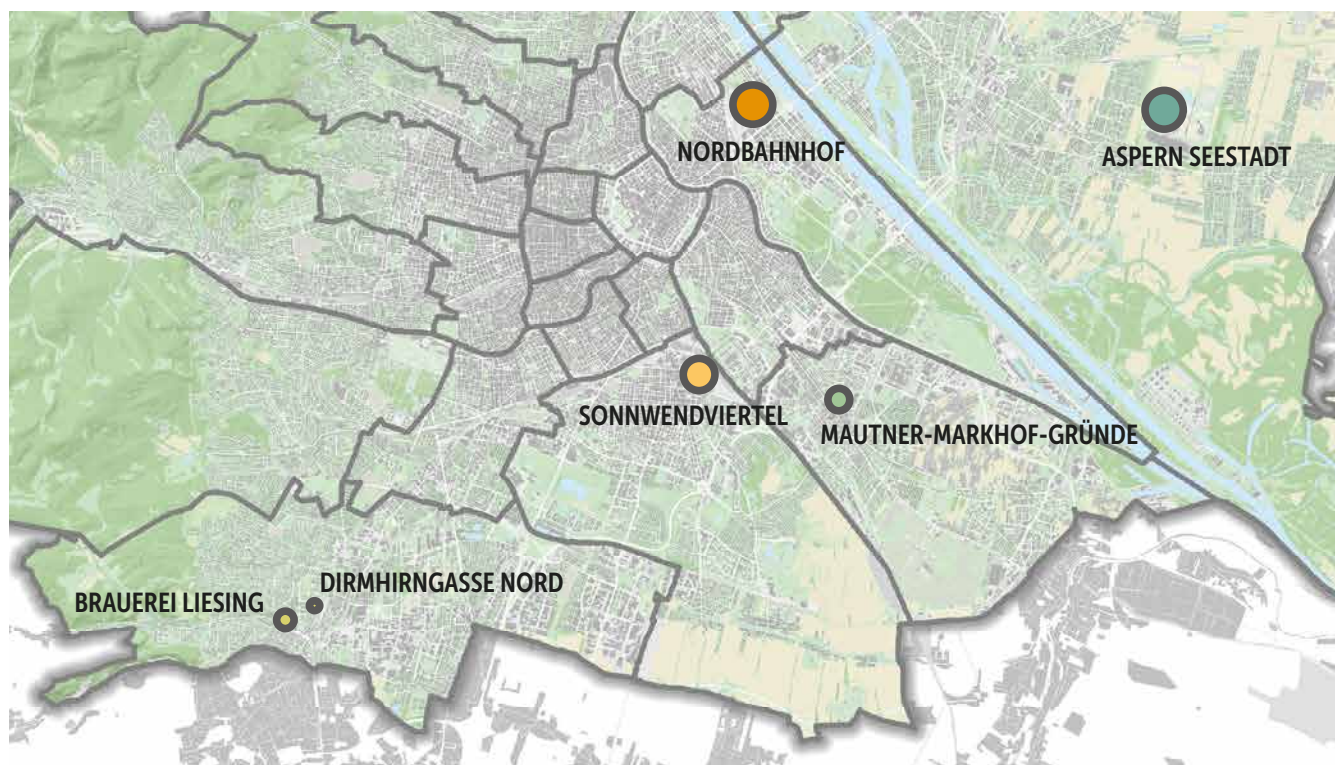 NORDBAHNHOF
ASPERN SEESTADT
SONNWENDVIERTEL
MAUTNER-MARKHOF-GRÜNDE
DIRMHIRNGASSE NORD
BRAUEREI LIESING